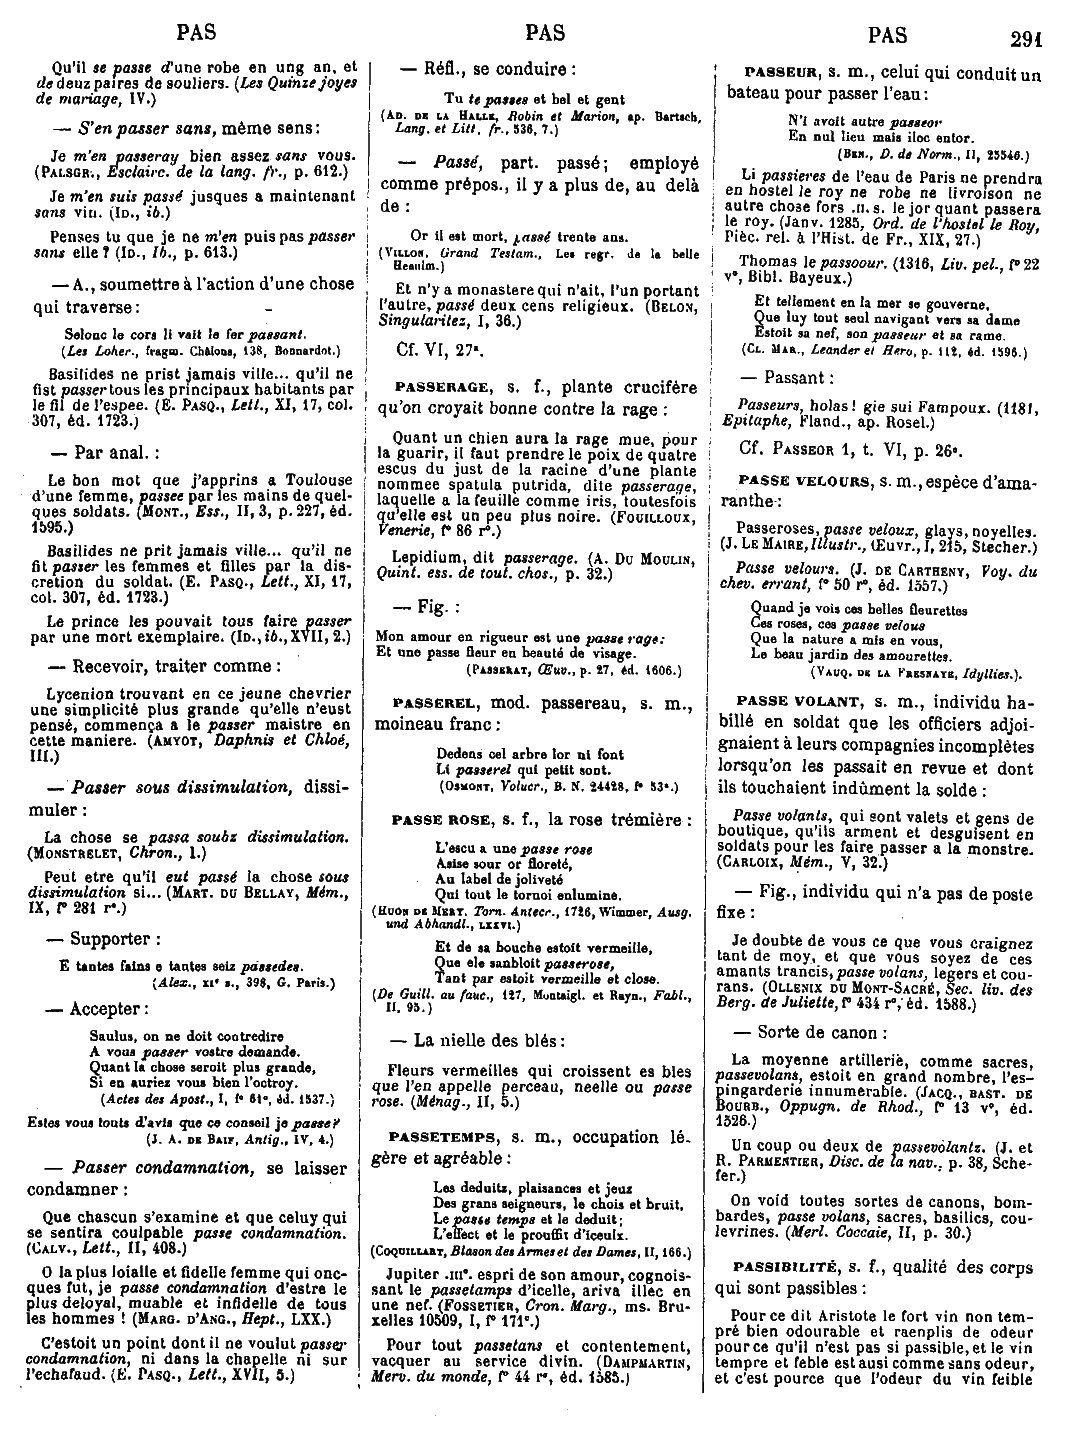 PAS
PAS
PAS
291
Qu'il se passe d'une robe en ung an, et
de deuz paires de souliers. (Les Quinze joyes
de mariage, IV.)
— S'en passer sans, même sens :
Je m'en passeray bien assez sans vous.
(PALSGR., Esclairc. de la lang. fr., p. 612.)
Je m'en suis passé jusques a maintenant
sans vin. (ID., ib.)
Penses tu que je ne m'en puis pas passer
sans elle ? (ID., Ib., p. 613.)
— A., soumettre à l'action d'une chose
qui traverse :
Selonc le cors li vait le fer passant.
(Les Loher., fragm. Châlons, 138, Bonnardot.)
Basilides ne prist jamais ville... qu'il ne
fist passer tous les principaux habitants par
le fil de l'espee. (E. PASQ., Lett., XI, 17, col.
307, éd. 1723.)
— Par anal. :
Le bon mot que j'apprins a Toulouse
d'une femme, passee par les mains de quel-
ques soldats. (MONT., Ess., II, 3, p. 227, éd.
1595.)
Basilides ne prit jamais ville... qu'il ne
fit passer les femmes et filles par la dis-
cretion du soldat. (E. PASQ., Lett., XI, 17,
col. 307, éd. 1723.)
Le prince les pouvait tous faire passer
par une mort exemplaire. (ID., ib., XVII, 2.)
— Recevoir, traiter comme :
Lycenion trouvant en ce jeune chevrier
une simplicité plus grande qu'elle n'eust
pensé, commença a le passer maistre en
cette maniere. (AMYOT, Daphnis et Chloé,
III.)
— Passer sous dissimulation, dissi-
muler :
La chose se passa soubz dissimulation.
(MONSTRELET, Chron., I.)
Peut etre qu'il eut passé la chose sous
dissimulation si... (MART. DU BELLAY, Mém.,
IX, f° 281 r°.)
— Supporter :
E tantes fains e tantes seiz passedes.
(Alex., XIe s., 398, G. Paris.)
— Accepter :
Saulus, on ne doit contredire
A vous passer vostre demande.
Quant la chose seroit plus grande,
Si en auriez vous bien l'octroy.
(Actes des Apost., I, f° 61c, éd. 1537.)
Estes vous touts d'avis que ce conseil je passe?
(J. A. DE BAIF, Antig., IV, 4.)
— Passer condamnation, se laisser
condamner :
Que chascun s'examine et que celuy qui
se sentira coulpable passe condamnation.
(CALV., Lett., II, 408.)
O la plus loialle et fidelle femme qui onc-
ques fut, je passe condamnation d'estre le
plus deloyal, muable et infidelle de tous
les hommes ! (MARG. D'ANG., Hept., LXX.)
C'estoit un point dont il ne voulut passer
condamnation, ni dans la chapelle ni sur
l'echafaud. (E. PASQ., Lett., XVII, 5.)
— Réfl., se conduire :
Tu te passes et bel et gent
(AD. DE LA HALLE, Robin et Marion, ap. Bartsch,
Lang. et Litt. fr., 536, 7.)
— Passé, part. passé ; employé
comme prépos., il y a plus de, au delà
de :
Or il est mort, passé trente ans.
(VILLON, Grand Testam., Les regr. de la belle
Heaulm.)
Et n'y a monastere qui n'ait, l'un portant
l'autre, passé deux cens religieux. (BELON,
Singularitez, I, 36.)
Cf. VI, 27a.
PASSERAGE, s. f., plante crucifère
qu'on croyait bonne contre la rage :
Quant un chien aura la rage mue, pour
la guarir, il faut prendre le poix de quatre
escus du just de la racine d'une plante
nommee spatula putrida, dite passerage,
laquelle a la feuille comme iris, toutesfois
qu'elle est un peu plus noire. (FOUILLOUX,
Venerie, f° 86 r°.)
Lepidium, dit passerage. (A. DU MOULIN,
Quint. ess. de tout. chos., p. 32.)
— Fig. :
Mon amour en rigueur est une passe rage:
Et une passe fleur en beauté de visage.
(PASSERAT, Œuv., p. 27, éd. 1606.)
PASSEREL, mod. passereau, s. m.,
moineau franc :
Dedens cel arbre lor ni font
Li passerel qui petit sont.
(OSMONT, Volucr., B. N. 24428, f° 53a.)
PASSE ROSE, s. f., la rose trémière :
L'escu a une passe rose
Asise sour or floreté,
Au label de joliveté
Qui tout le tornoi enlumine.
(HUON DE MERY. Torn. Antecr., 1726, Wimmer, Ausg.
und Abhandl., LXXVI.)
Et de sa bouche estoit vermeille,
Que ele sanbloit passerose,
Tant par estoit vermeille et close.
(De Guill. au fauc., 127, Montaigl. et Rayn., Fabl.,
II, 95.)
— La nielle des blés :
Fleurs vermeilles qui croissent es bles
que l'en appelle perceau, neelle ou passe
rose. (Ménag., II, 5.)
PASSETEMPS, s. m., occupation lé-
gère et agréable :
Les deduitz, plaisances et jeuz
Des grans seigneurs, le chois et bruit,
Le passe temps et le deduit ;
L'effect et le prouffit d'iceulx.
(COQUILLART, Blason des Armes et des Dames, II, 166.)
Jupiter .IIIe. espri de son amour, cognois-
sant le passetamps d'icelle, ariva illec en
une nef. (FOSSETIER, Cron. Marg., ms. Bru-
xelles 10509, I, f° 171c.)
Pour tout passetans et contentement,
vacquer au service divin. (DAMPMARTIN,
Merv. du monde, f° 44 r°, éd. 1585.)
PASSEUR, s. m., celui qui conduit un
bateau pour passer l'eau :
N'i avoit autre passeor
En nul lieu mais iloc entor.
(BEN., D. de Norm., II, 25546.)
Li passieres de l'eau de Paris ne prendra
en hostel le roy ne robe ne livroison ne
autre chose fors .II. s. le jor quant passera
le roy. (Janv. 1285, Ord. de l'hostel le Roy,
Pièc. rel. à l'Hist. de Fr., XIX, 27.)
Thomas le passoour. (1316, Liv. pel., f° 22
v°, Bibl. Bayeux.)
Et tellement en la mer se gouverne,
Que luy tout seul navigant vers sa dame
Estoit sa nef, son passeur et sa rame.
(CL. MAR., Leander et Hero, p. 112, éd. 1596.)
— Passant :
Passeurs, holas ! gie sui Fampoux. (1181,
Epitaphe, Fland., ap. Rosel.)
Cf. PASSEOR 1, t. VI, p. 26a.
PASSE VELOURS, s. m., espèce d'ama-
ranthe :
Passeroses, passe veloux, glays, noyelles.
(J. LE MAIRE, Illustr., Œuvr., I, 215, Stecher.)
Passe velours. (J. DE CARTHENY, Voy. du
chev. errant, f° 50 r°, éd. 1557.)
Quand je vois ces belles fleurettes
Ces roses, ces passe velous
Que la nature a mis en vous,
Le beau jardin des amourettes.
(VAUQ. DE LA FRESNAYE, Idyllies.).
PASSE VOLANT, s. m., individu ha-
billé en soldat que les officiers adjoi-
gnaient à leurs compagnies incomplètes
lorsqu'on les passait en revue et dont
ils touchaient indûment la solde :
Passe volants, qui sont valets et gens de
boutique, qu'ils arment et desguisent en
soldats pour les faire passer a la monstre.
(CARLOIX, Mém., V, 32.)
— Fig., individu qui n'a pas de poste
fixe :
Je doubte de vous ce que vous craignez
tant de moy, et que vous soyez de ces
amants trancis, passe volans, legers et cou-
rans. (OLLENIX DU MONT-SACRÉ, Sec. liv. des
Berg. de Juliette, f° 434 r°, éd. 1588.)
— Sorte de canon :
La moyenne artillerie, comme sacres,
passevolans, estoit en grand nombre, l'es-
pingarderie innumerable. (JACQ., BAST. DE
BOURB., Oppugn. de Rhod., f° 13 v°, éd.
1526.)
Un coup ou deux de passevolantz. (J. et
R. PARMENTIER, Disc. de la nav., p. 38, Sche-
fer.)
On void toutes sortes de canons, bom-
bardes, passe volans, sacres, basilics, cou-
levrines. (Merl. Coccaie, II, p. 30.)
PASSIBILITÉ, s. f., qualité des corps
qui sont passibles :
Pour ce dit Aristote le fort vin non tem-
pré bien odourable et raenplis de odeur
pour ce qu'il n'est pas si passible, et le vin
tempre et feble est ausi comme sans odeur,
et c'est pource que l'odeur du vin feible